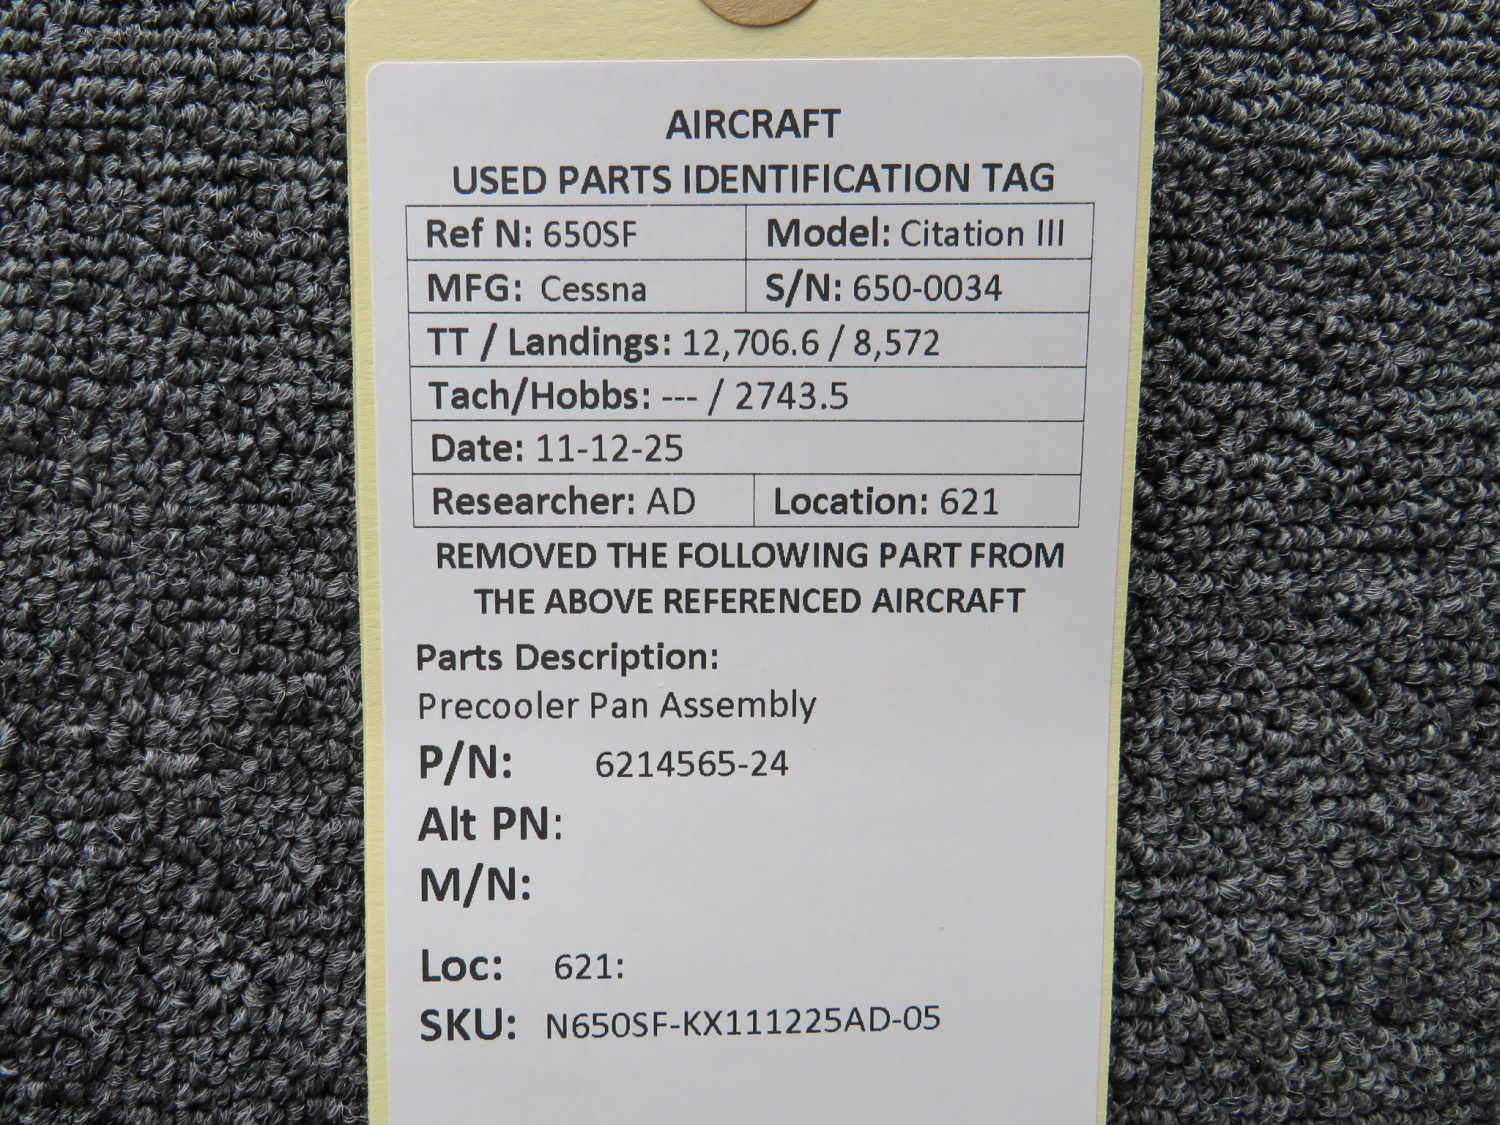 AIRCRAFT
USED PARTS IDENTIFICATION TAG
Ref N: 650SF Model: Citation III
MFG: Cessna S/N: 650-0034
TT / Landings: 12,706.6 / 8,572
Tach/Hobbs: --- / 2743.5
Date: 11-12-25
Researcher: AD Location: 621
REMOVED THE FOLLOWING PART FROM
THE ABOVE REFERENCED AIRCRAFT
Parts Description:
Precooler Pan Assembly
P/N: 6214565-24
Alt PN:
M/N:
Loc: 621:
SKU: N650SF-KX111225AD-05